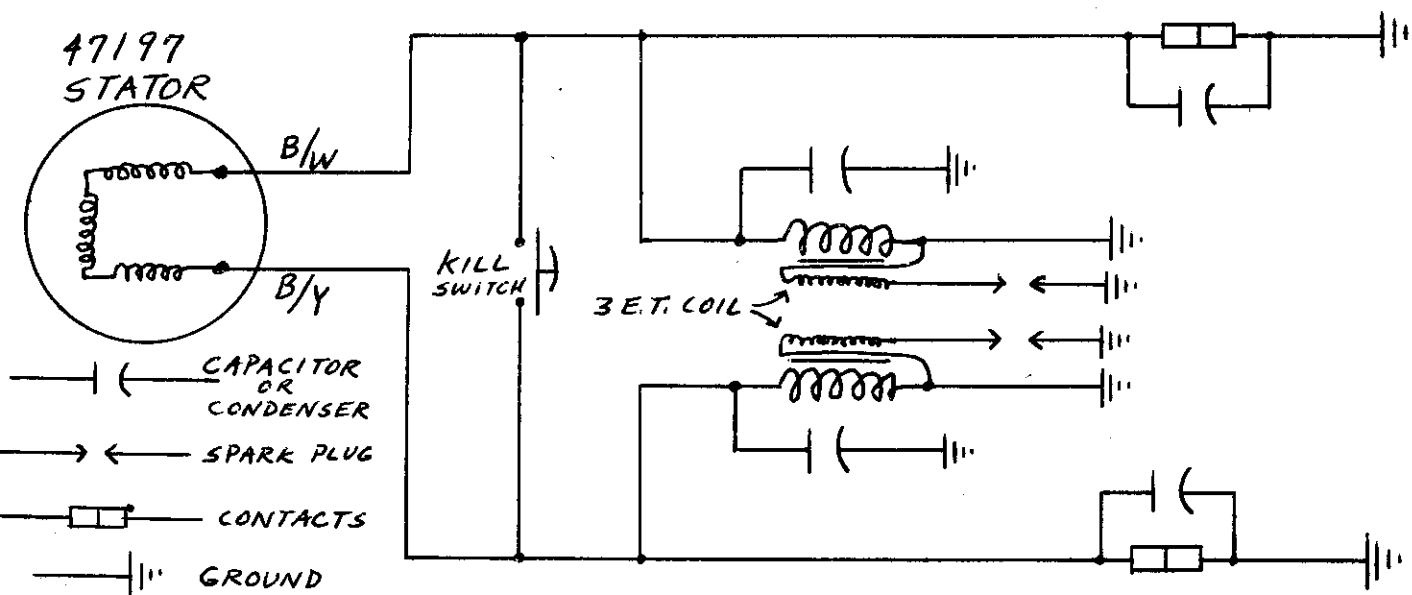 47197
STATOR
B/W
B/Y
KILL
SWITCH
3 E.T. COIL
CAPACITOR
OR
CONDENSER
SPARK PLUG
CONTACTS
GROUND